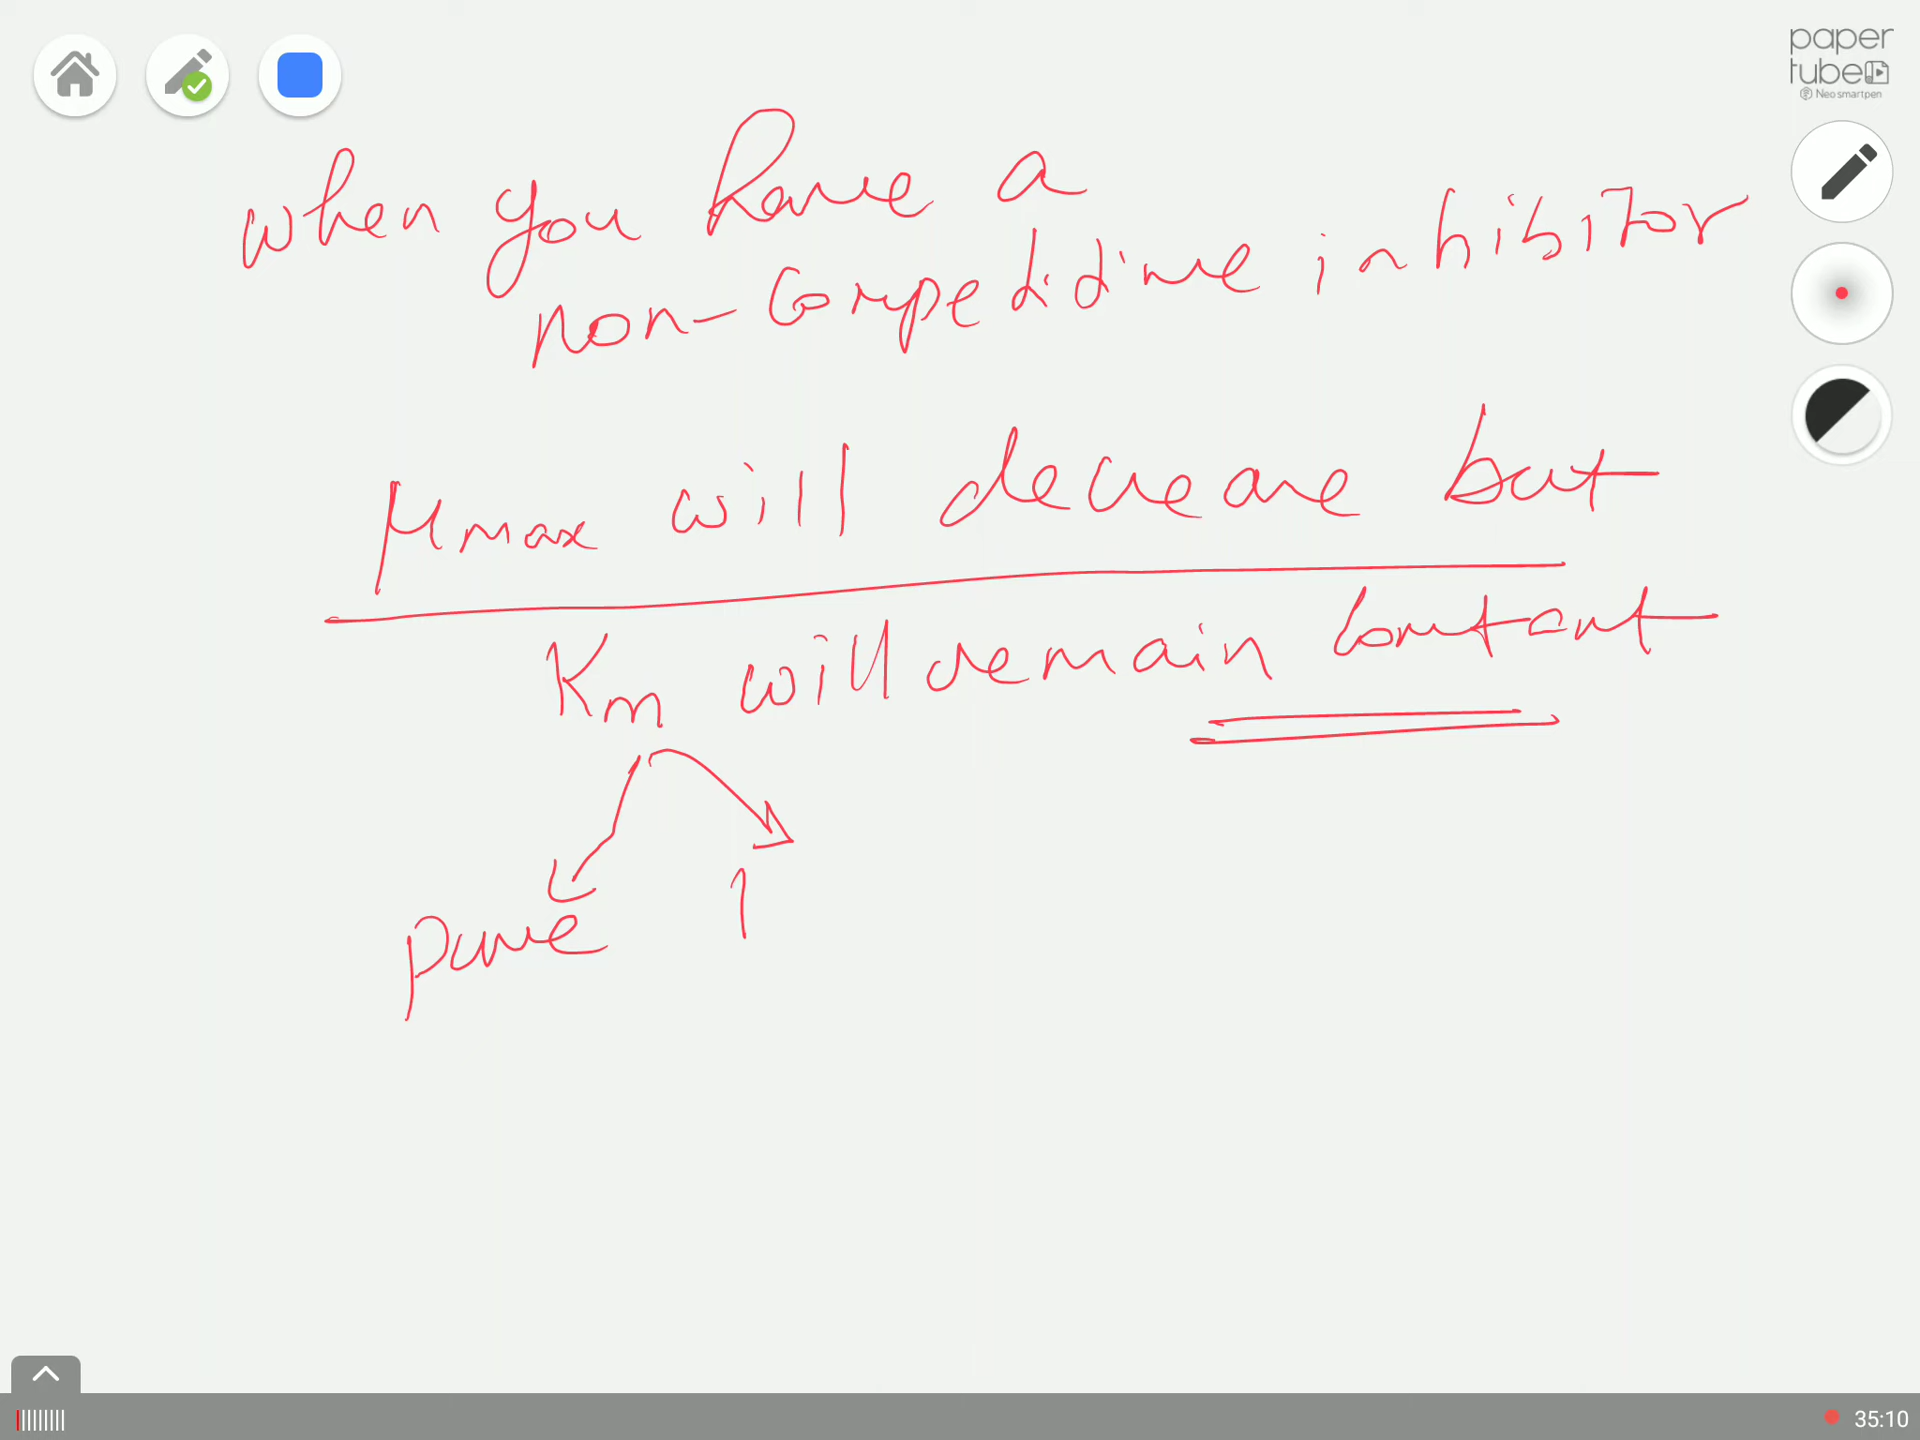 paper
tube
Neo smartpen
when you have a
non-competitive inhibitor
μmax will decrease but
Km will remain constant
pure
35:10